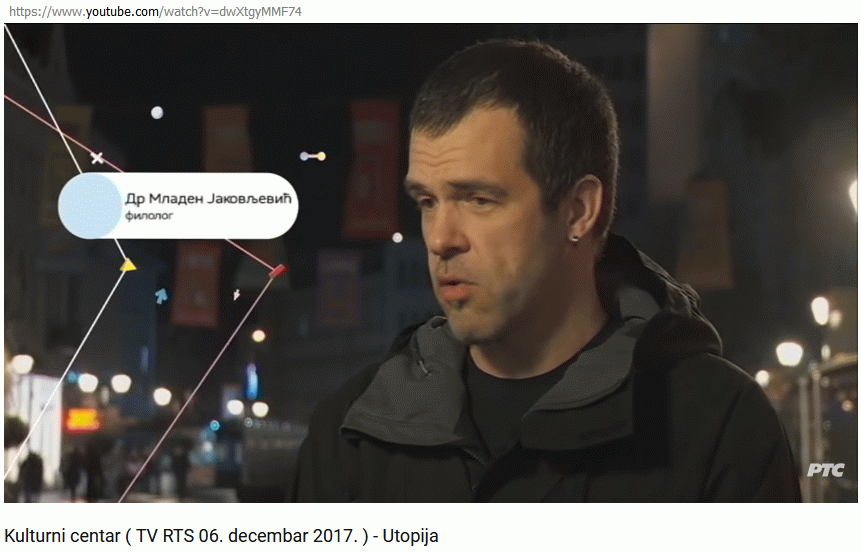 https://www.youtube.com/watch?v=dwXtgyMMF74
Др Младен Јаковљевић
филолог
РТС
Kulturni centar ( TV RTS 06. decembar 2017. ) - Utopija